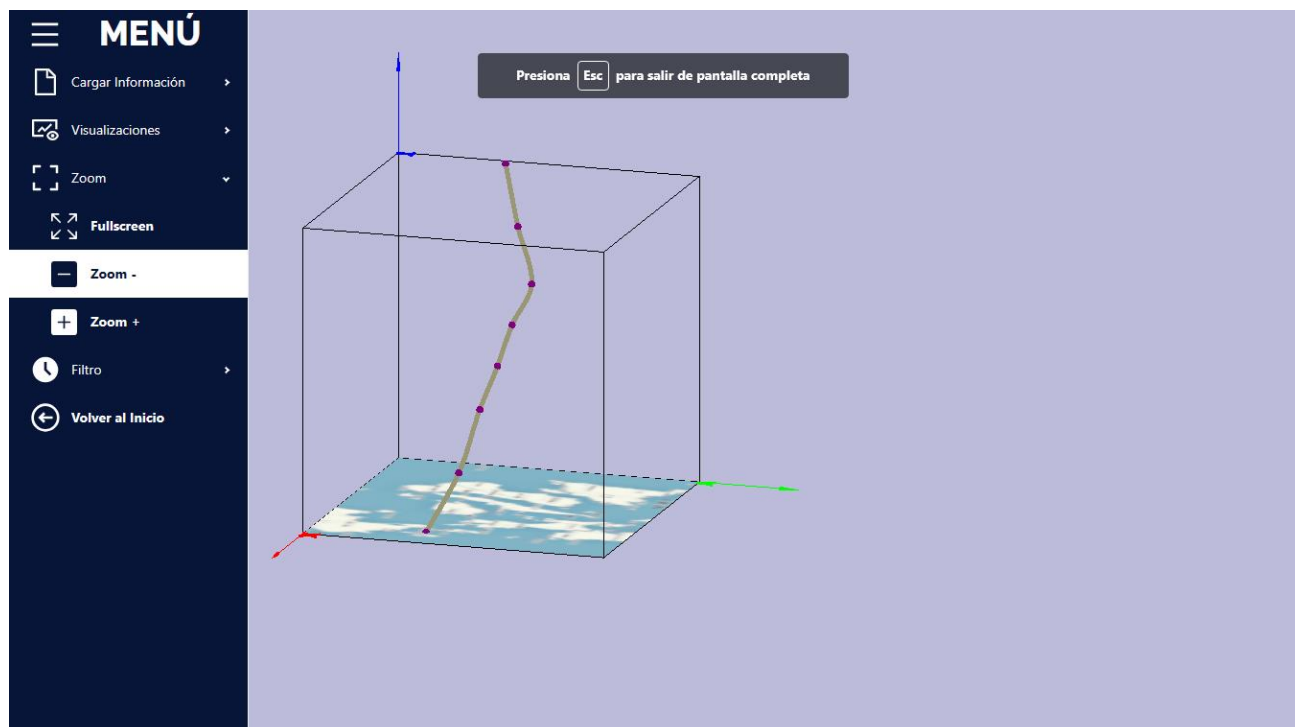 MENÚ
Cargar Información
Visualizaciones
Zoom
Fullscreen
Zoom -
Zoom +
Filtro
Volver al Inicio
Presiona Esc para salir de pantalla completa